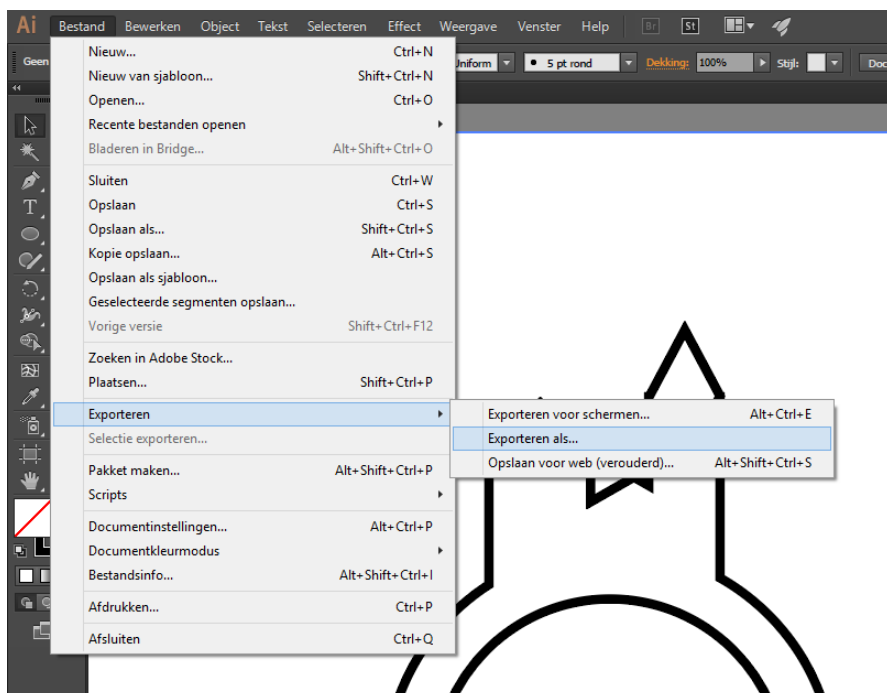 Ai Bestand Bewerken Object Tekst Selecteren Effect Weergave Venster Help Br St
Geen Uniform 5 pt rond Dekking: 100% Stijl: Doc
Nieuw... Ctrl+N
Nieuw van sjabloon... Shift+Ctrl+N
Openen... Ctrl+O
Recente bestanden openen
Bladeren in Bridge... Alt+Shift+Ctrl+O
Sluiten Ctrl+W
Opslaan Ctrl+S
Opslaan als... Shift+Ctrl+S
Kopie opslaan... Alt+Ctrl+S
Opslaan als sjabloon...
Geselecteerde segmenten opslaan...
Vorige versie Shift+Ctrl+F12
Zoeken in Adobe Stock...
Plaatsen... Shift+Ctrl+P
Exporteren
Exporteren voor schermen... Alt+Ctrl+E
Selectie exporteren...
Exporteren als...
Opslaan voor web (verouderd)... Alt+Shift+Ctrl+S
Pakket maken... Alt+Shift+Ctrl+P
Scripts
Documentinstellingen... Alt+Ctrl+P
Documentkleurmodus
Bestandsinfo... Alt+Shift+Ctrl+I
Afdrukken... Ctrl+P
Afsluiten Ctrl+Q